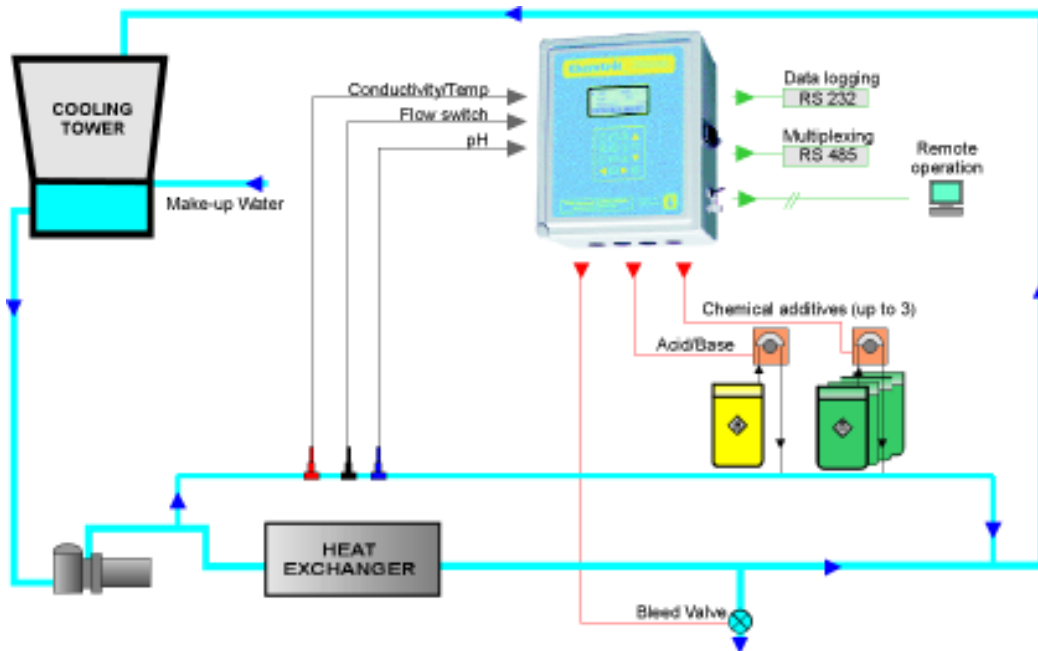 COOLING
TOWER
Make-up Water
Conductivity/Temp
Flow switch
pH
Data logging
RS 232
Multiplexing
RS 485
Remote
operation
Chemical additives (up to 3)
Acid/Base
HEAT
EXCHANGER
Bleed Valve